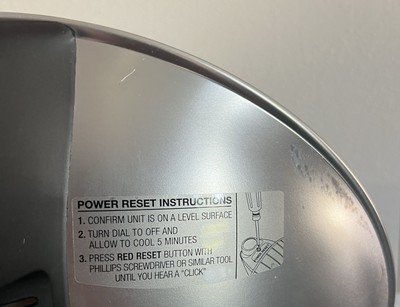 POWER RESET INSTRUCTIONS
1. CONFIRM UNIT IS ON A LEVEL SURFACE
2. TURN DIAL TO OFF AND
ALLOW TO COOL 5 MINUTES
3. PRESS RED RESET BUTTON WITH
PHILLIPS SCREWDRIVER OR SIMILAR TOOL
UNTIL YOU HEAR A "CLICK"